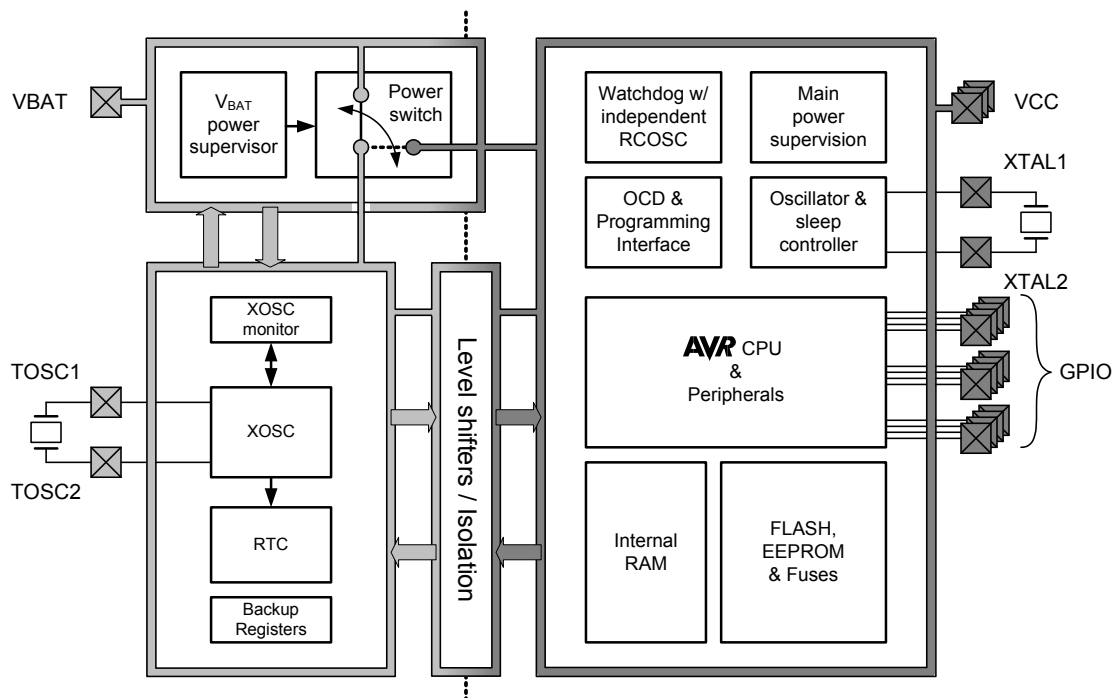 VBAT
VBAT
power
supervisor
Power
switch
Watchdog w/
independent
RCOSC
Main
power
supervision
VCC
OCD &
Programming
Interface
Oscillator &
sleep
controller
XTAL1
XTAL2
XOSC
monitor
TOSC1
XOSC
TOSC2
RTC
Backup
Registers
Level shifters / Isolation
AVR CPU
&
Peripherals
GPIO
Internal
RAM
FLASH,
EEPROM
& Fuses